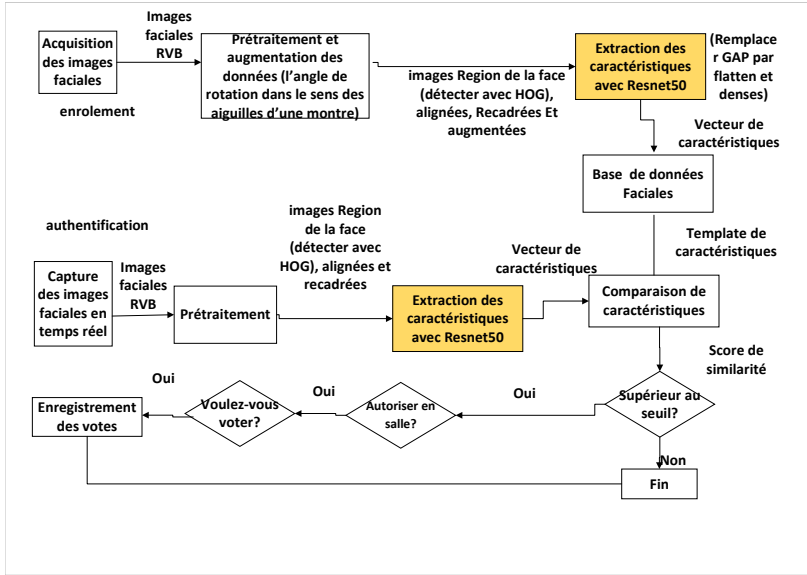 Acquisition
des images
faciales
Images
faciales
RVB
Prétraitement et
augmentation des
données (l’angle de
rotation dans le sens des
aiguilles d’une montre)
images Region de la face
(détecter avec HOG),
alignées, Recadrées Et
augmentées
Extraction des
caractéristiques
avec Resnet50
(Remplace
r GAP par
flatten et
denses)
enrolement
Vecteur de
caractéristiques
Base de données
Faciales
Template de
caractéristiques
authentification
Capture
des images
faciales en
temps réel
Images
faciales
RVB
Prétraitement
images Region
de la face
(détecter avec
HOG), alignées et
recadrées
Extraction des
caractéristiques
avec Resnet50
Vecteur de
caractéristiques
Comparaison de
caractéristiques
Score de
similarité
Supérieur au
seuil?
Oui
Autoriser en
salle?
Oui
Voulez-vous
voter?
Oui
Enregistrement
des votes
Non
Fin